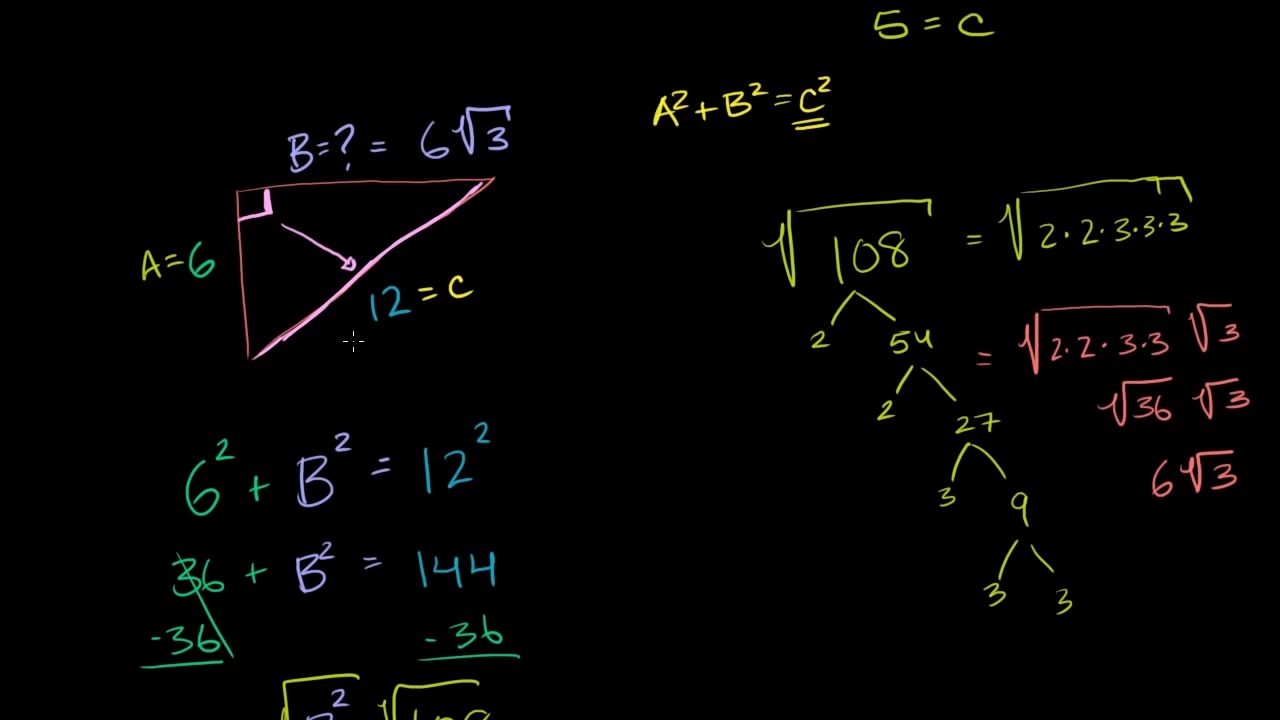 5 = C
A² + B² = C²
B = ? = 6√3
A = 6
12 = C
√108 = √2·2·3·3·3
2 54
= √2·2·3·3 √3
2 27
√36 √3
3 9
6√3
3 3
6² + B² = 12²
36 + B² = 144
-36 -36
√B² √108